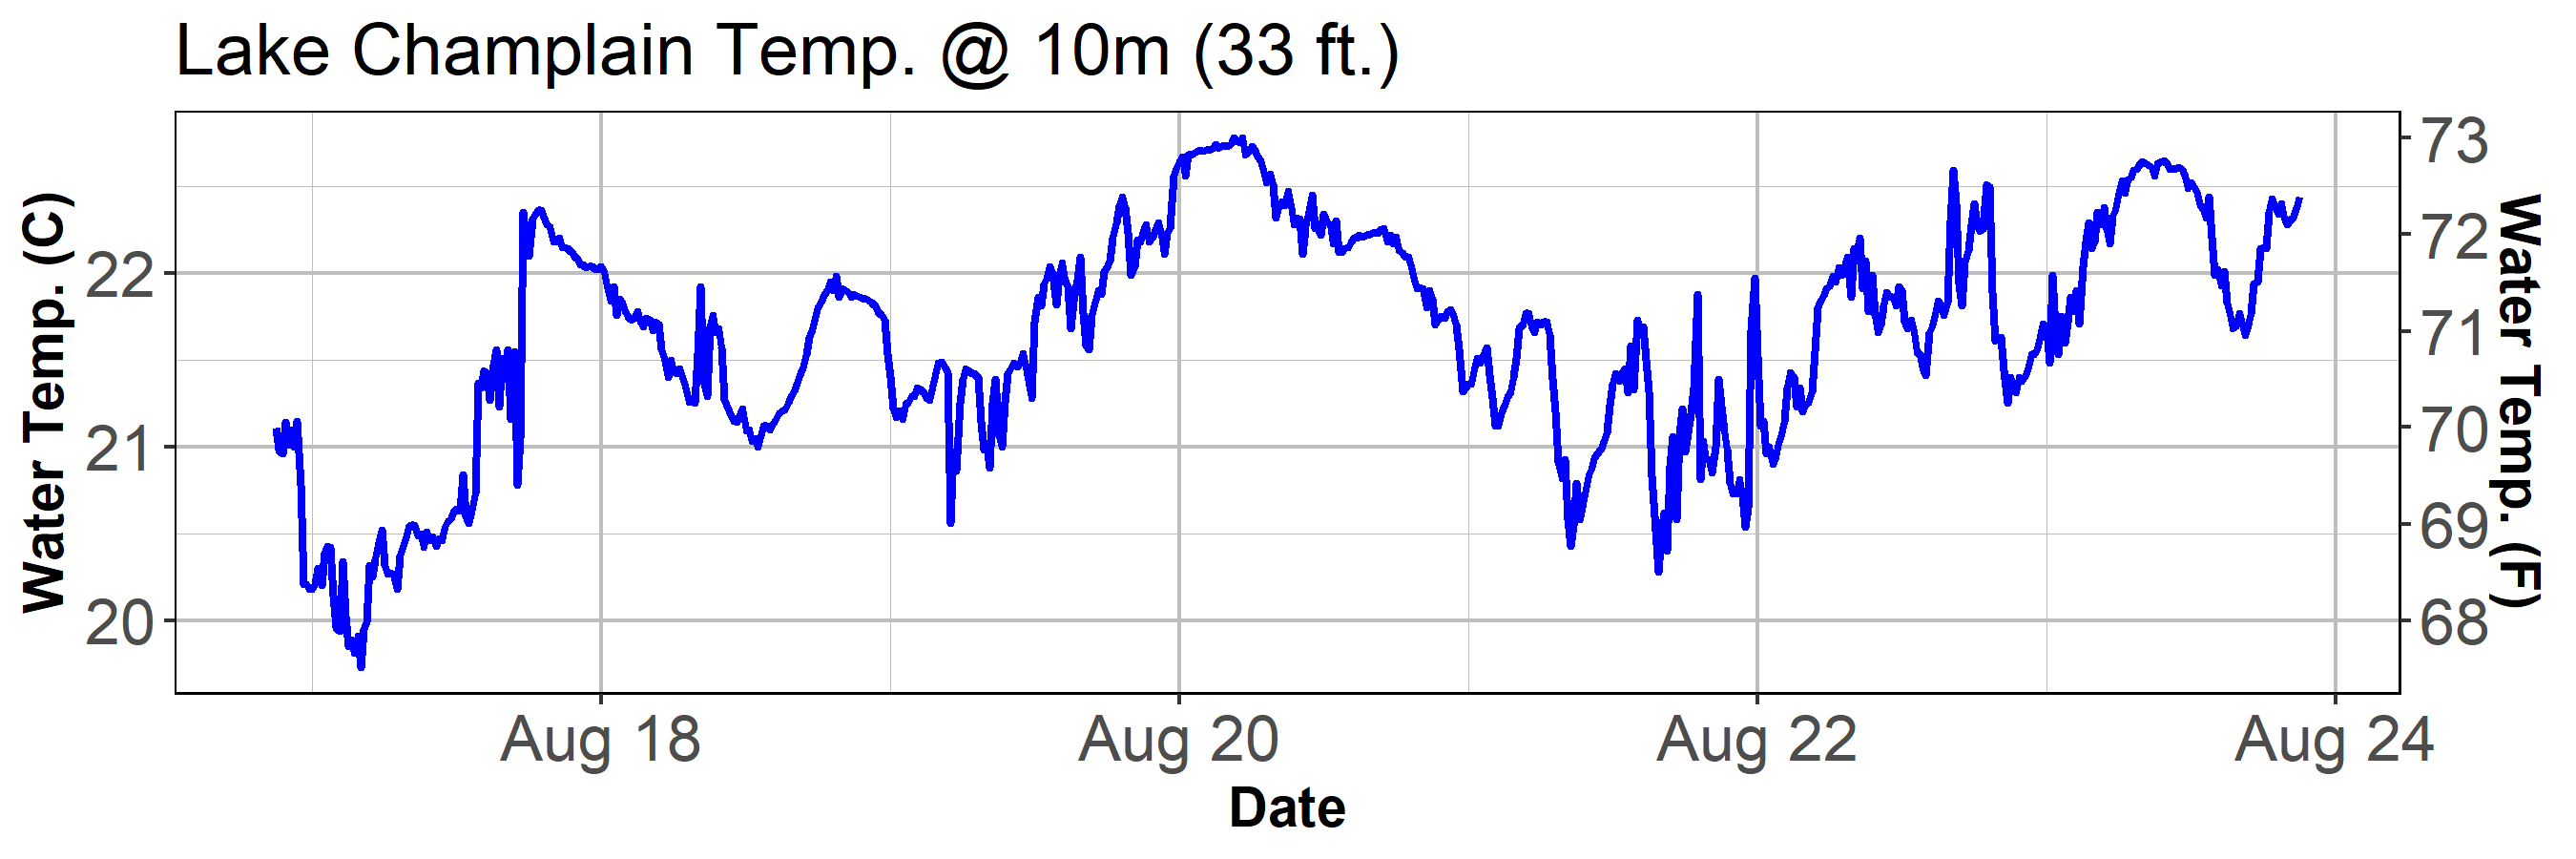 Lake Champlain Temp. @ 10m (33 ft.)
Water Temp. (C)
22
21
20
73
72
71
70
69
68
Water Temp. (F)
Aug 18
Aug 20
Aug 22
Aug 24
Date